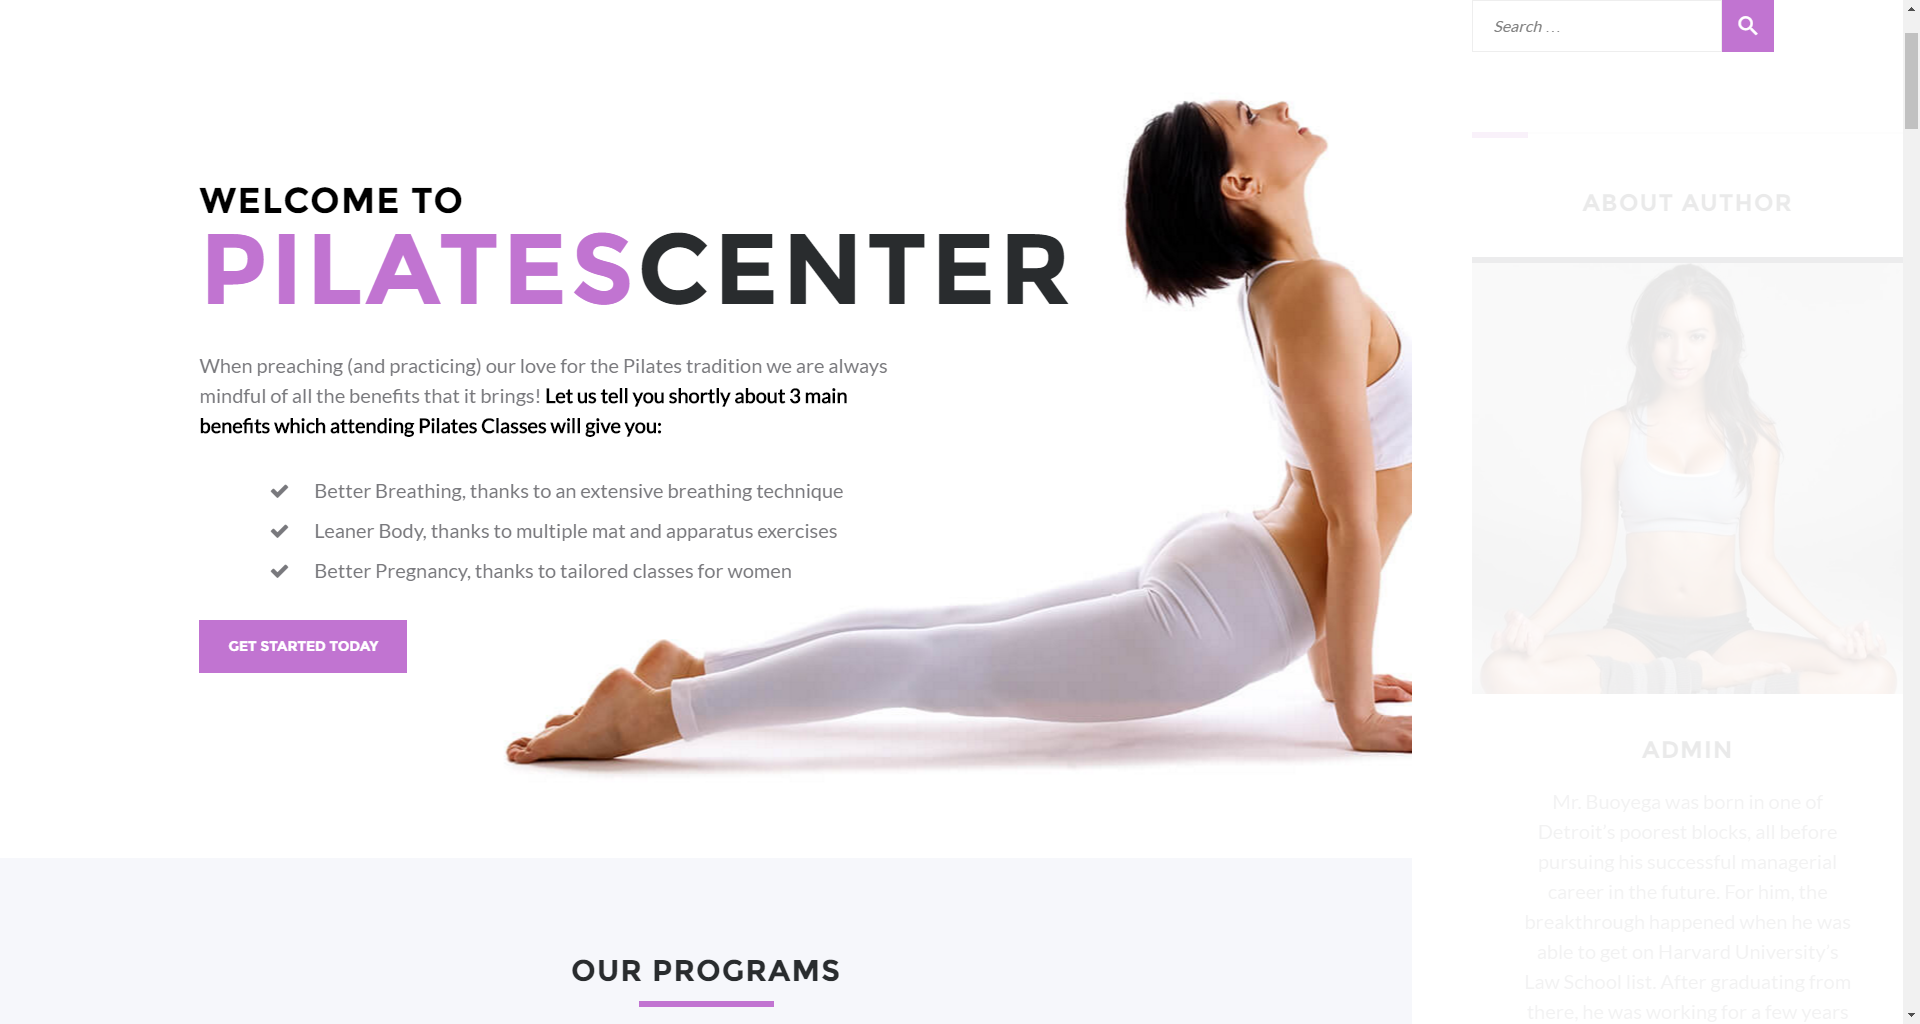 Search …
WELCOME TO
PILATESCENTER
When preaching (and practicing) our love for the Pilates tradition we are always
mindful of all the benefits that it brings! Let us tell you shortly about 3 main
benefits which attending Pilates Classes will give you:
Better Breathing, thanks to an extensive breathing technique
Leaner Body, thanks to multiple mat and apparatus exercises
Better Pregnancy, thanks to tailored classes for women
GET STARTED TODAY
OUR PROGRAMS
ABOUT AUTHOR
ADMIN
Mr. Buoyega was born in one of
Detroit's poorest blocks, all before
pursuing his successful managerial
career in the future. For him, the
breakthrough happened when he was
able to get on Harvard University's
Law School list. After graduating from
there, he was working for a few years